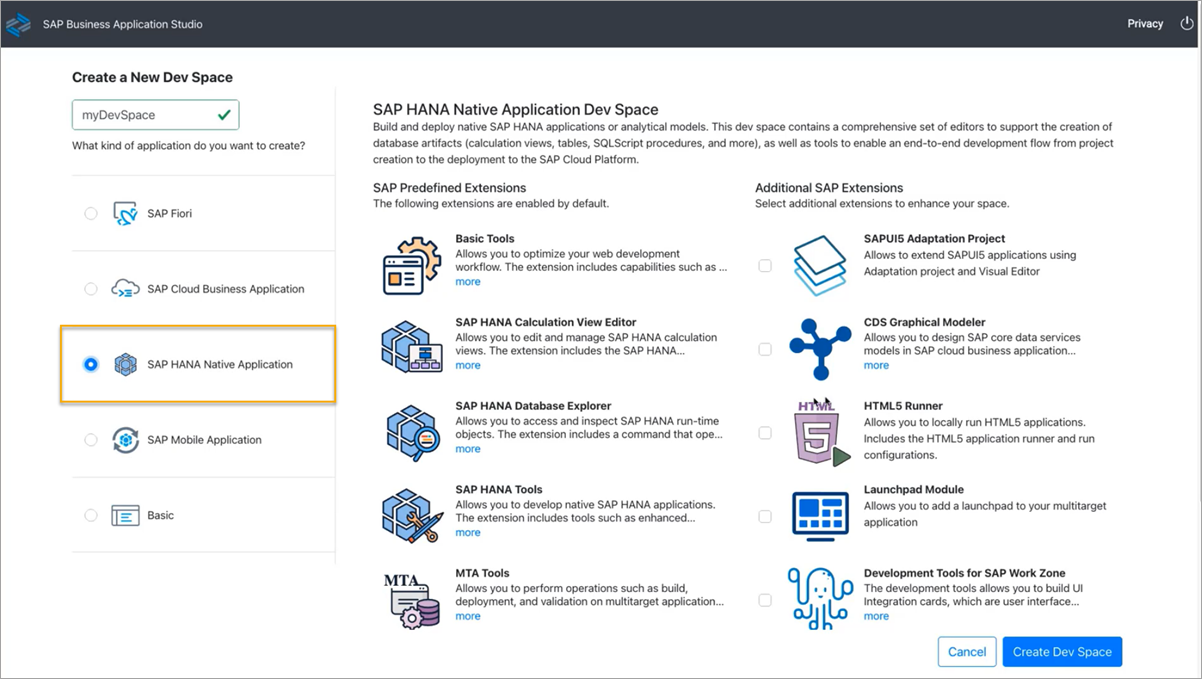 SAP Business Application Studio
Privacy
Create a New Dev Space
myDevSpace
What kind of application do you want to create?
SAP Fiori
SAP Cloud Business Application
SAP HANA Native Application
SAP Mobile Application
Basic
SAP HANA Native Application Dev Space
Build and deploy native SAP HANA applications or analytical models. This dev space contains a comprehensive set of editors to support the creation of
database artifacts (calculation views, tables, SQLScript procedures, and more), as well as tools to enable an end-to-end development flow from project
creation to the deployment to the SAP Cloud Platform.
SAP Predefined Extensions
The following extensions are enabled by default.
Basic Tools
Allows you to optimize your web development
workflow. The extension includes capabilities such as ...
more
SAP HANA Calculation View Editor
Allows you to edit and manage SAP HANA calculation
views. The extension includes the SAP HANA...
more
SAP HANA Database Explorer
Allows you to access and inspect SAP HANA run-time
objects. The extension includes a command that ope...
more
SAP HANA Tools
Allows you to develop native SAP HANA applications.
The extension includes tools such as enhanced...
more
MTA
MTA Tools
Allows you to perform operations such as build,
deployment, and validation on multitarget application...
more
Additional SAP Extensions
Select additional extensions to enhance your space.
SAPUI5 Adaptation Project
Allows to extend SAPUI5 applications using
Adaptation project and Visual Editor
CDS Graphical Modeler
Allows you to design SAP core data services
models in SAP cloud business application...
more
HTML
5
HTML5 Runner
Allows you to locally run HTML5 applications.
Includes the HTML5 application runner and run
configurations.
Launchpad Module
Allows you to add a launchpad to your multitarget
application
Development Tools for SAP Work Zone
The development tools allows you to build UI
Integration cards, which are user interface...
more
Cancel
Create Dev Space